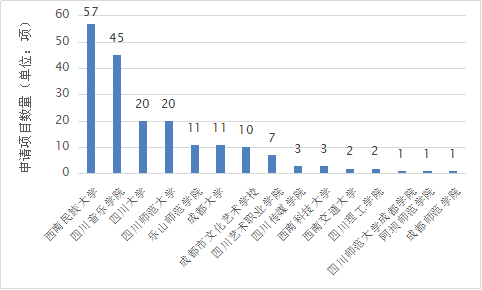 申请项目数量（单位：项）
60
50
40
30
20
10
0
57
45
20
20
11
11
10
7
3
3
2
2
1
1
1
西南民族大学
四川音乐学院
四川大学
四川师范大学
乐山师范学院
成都大学
成都市文化艺术学校
四川艺术职业学院
四川传媒学院
西南科技大学
西南交通大学
四川理工学院
四川师范大学成都学院
阿坝师范学院
成都师范学院